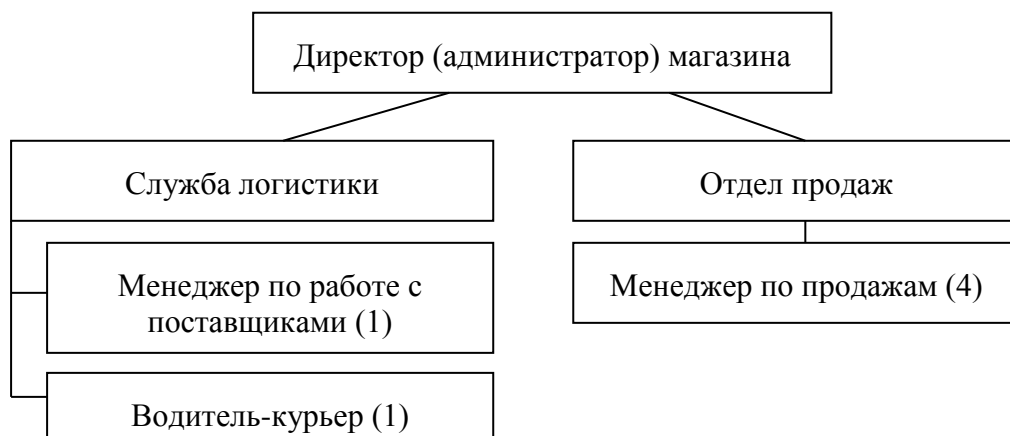 Директор (администратор) магазина
Служба логистики
Отдел продаж
Менеджер по работе с
поставщиками (1)
Менеджер по продажам (4)
Водитель-курьер (1)